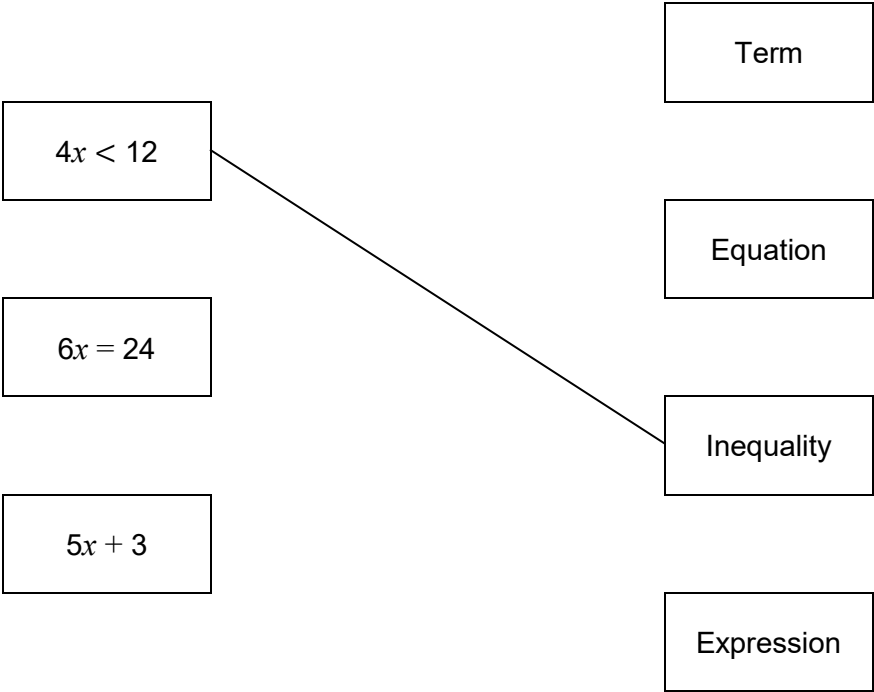 Term
4x < 12
Equation
6x = 24
Inequality
5x + 3
Expression